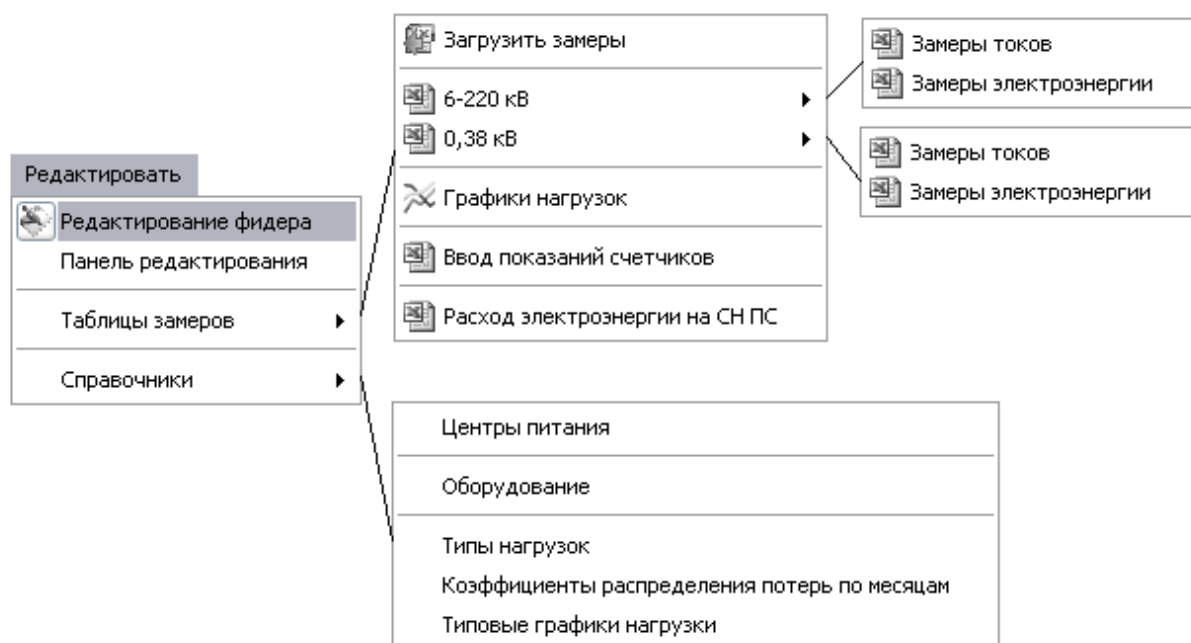 Редактировать
Редактирование фидера
Панель редактирования
Таблицы замеров
Справочники
Загрузить замеры
6-220 кВ
0,38 кВ
Графики нагрузок
Ввод показаний счетчиков
Расход электроэнергии на СН ПС
Замеры токов
Замеры электроэнергии
Замеры токов
Замеры электроэнергии
Центры питания
Оборудование
Типы нагрузок
Коэффициенты распределения потерь по месяцам
Типовые графики нагрузки